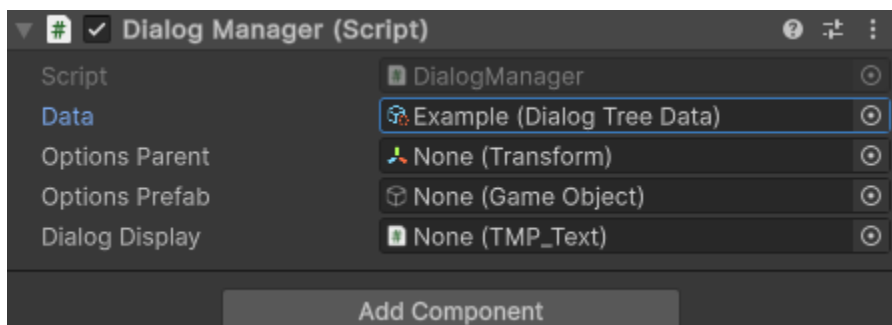 Dialog Manager (Script)
Script DialogManager
Data Example (Dialog Tree Data)
Options Parent None (Transform)
Options Prefab None (Game Object)
Dialog Display None (TMP_Text)
Add Component